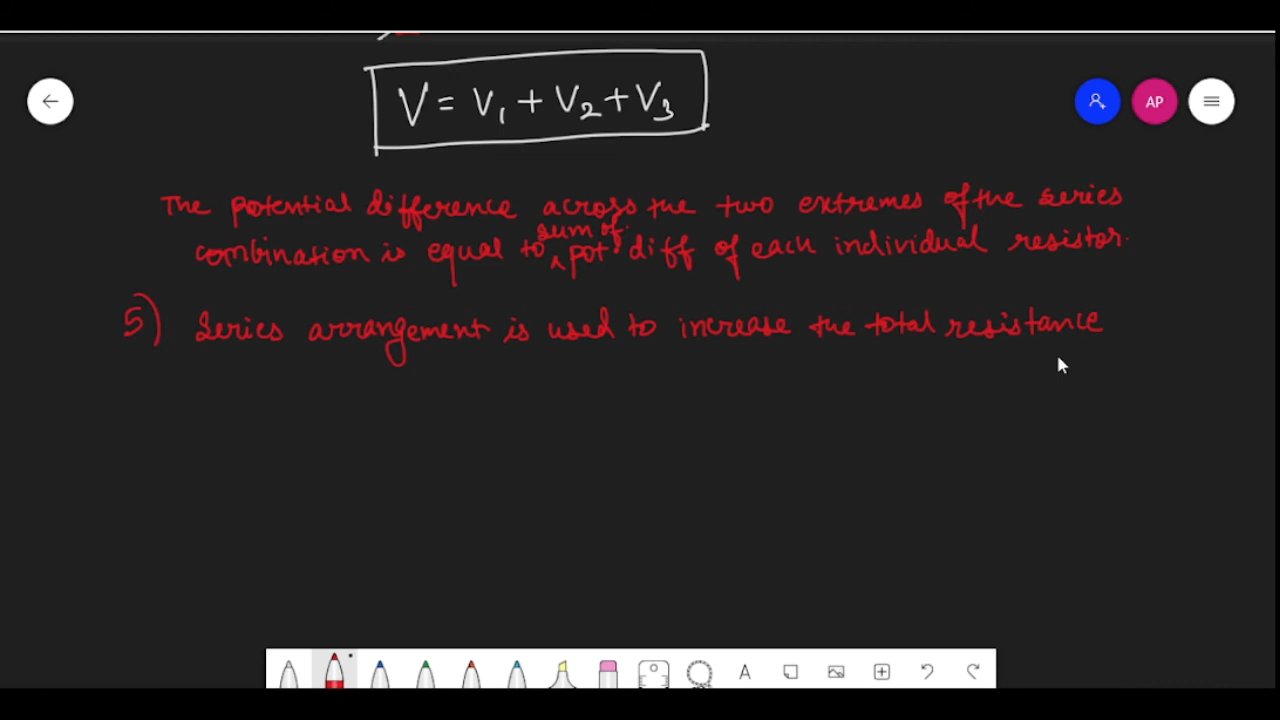 V = V₁ + V₂ + V₃
AP
The potential difference across the two extremes of the series
sum of
combination is equal to ^ pot. diff of each individual resistor.
5) Series arrangement is used to increase the total resistance
A